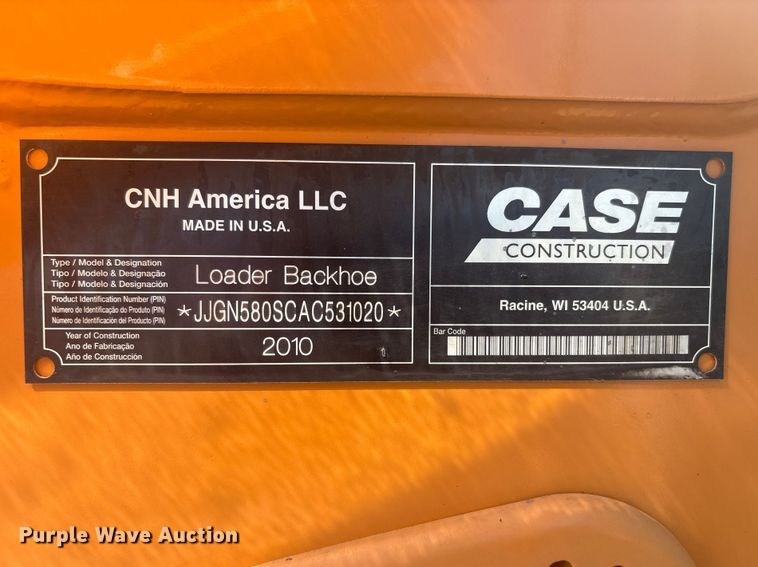 CNH America LLC
MADE IN U.S.A.
Type / Model & Designation
Tipo / Modelo & Designação
Tipo / Modelo & Designación
Loader Backhoe
Product Identification Number (PIN)
Número de Identificação do Produto (PIN)
Número de Identificación del Producto (PIN)
*JJGN580SCAC531020*
Year of Construction
Ano de Fabricação
Año de Construcción
2010
CASE
CONSTRUCTION
Racine, WI 53404 U.S.A.
Bar Code
Purple Wave Auction